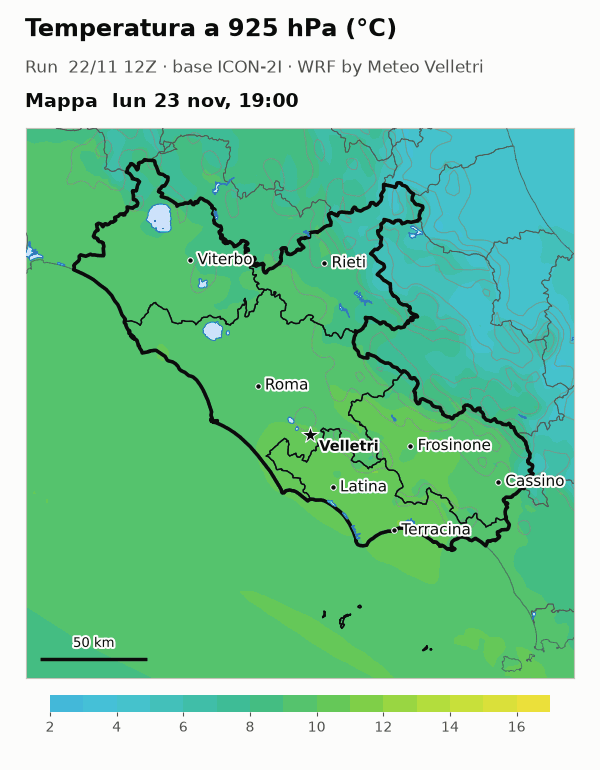 Temperatura a 925 hPa (°C)
Run  22/11 12Z · base ICON-2I · WRF by Meteo Velletri
Mappa  lun 23 nov, 19:00
Viterbo
Rieti
Roma
Velletri
Frosinone
Cassino
Latina
Terracina
50 km
2 4 6 8 10 12 14 16